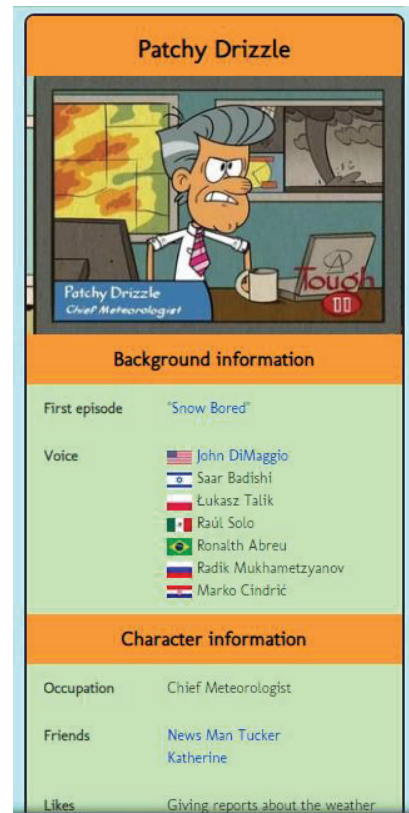 Patchy Drizzle
Patchy Drizzle
Chief Meteorologist
Tough
Background information
First episode "Snow Bored"
Voice John DiMaggio
Saar Badishi
Łukasz Talik
Raúl Solo
Ronalth Abreu
Radik Mukhametzyanov
Marko Cindrić
Character information
Occupation Chief Meteorologist
Friends News Man Tucker
Katherine
Likes Giving reports about the weather